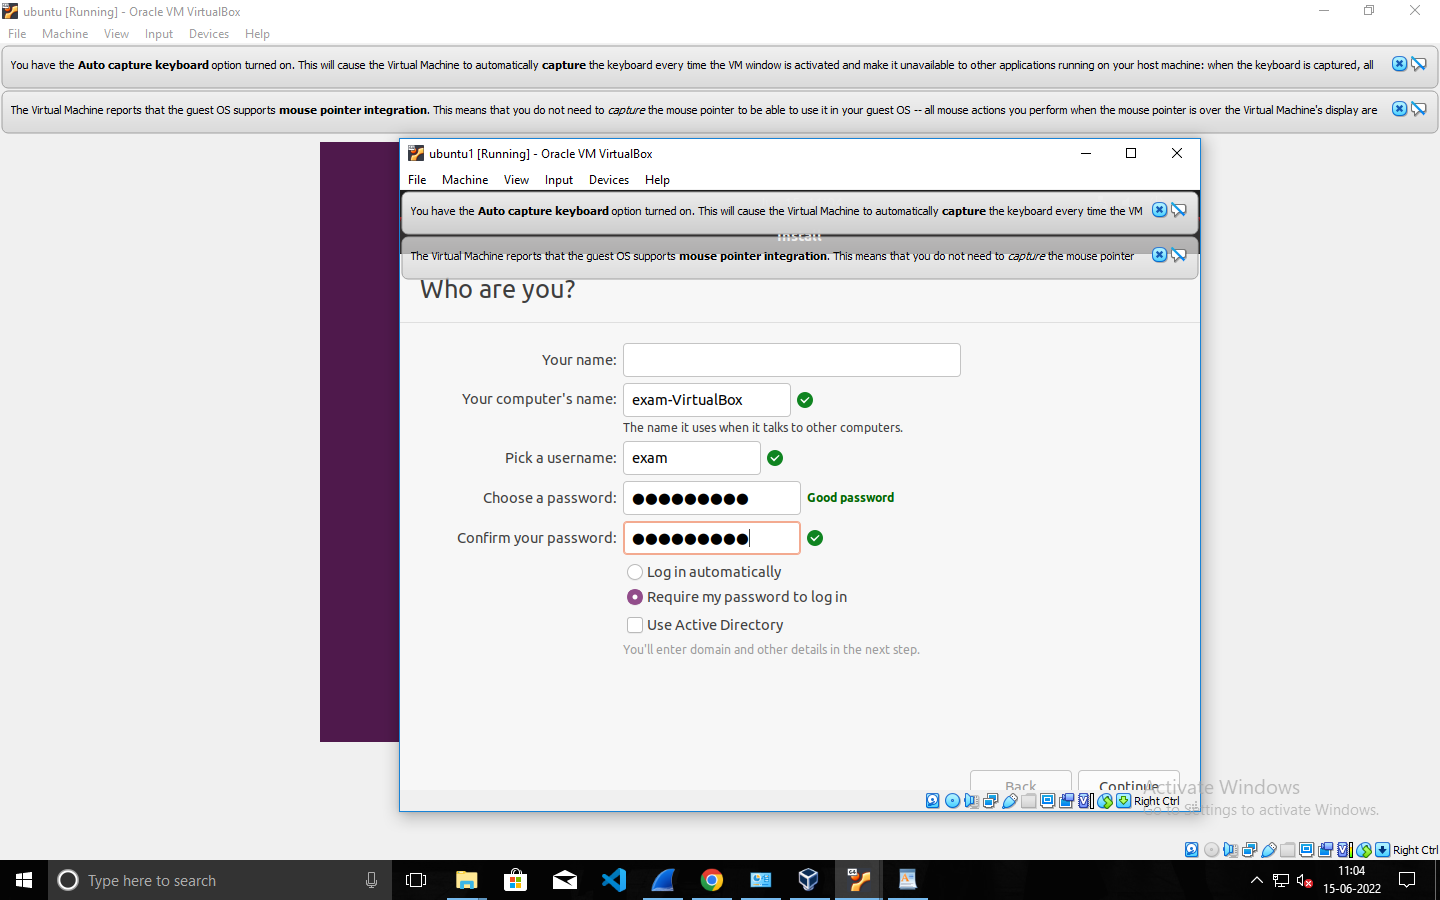 ubuntu [Running] - Oracle VM VirtualBox
File Machine View Input Devices Help
You have the Auto capture keyboard option turned on. This will cause the Virtual Machine to automatically capture the keyboard every time the VM window is activated and make it unavailable to other applications running on your host machine: when the keyboard is captured, all
The Virtual Machine reports that the guest OS supports mouse pointer integration. This means that you do not need to capture the mouse pointer to be able to use it in your guest OS -- all mouse actions you perform when the mouse pointer is over the Virtual Machine's display are
ubuntu1 [Running] - Oracle VM VirtualBox
File Machine View Input Devices Help
You have the Auto capture keyboard option turned on. This will cause the Virtual Machine to automatically capture the keyboard every time the VM
Install
The Virtual Machine reports that the guest OS supports mouse pointer integration. This means that you do not need to capture the mouse pointer
Who are you?
Your name:
Your computer's name: exam-VirtualBox
The name it uses when it talks to other computers.
Pick a username: exam
Choose a password: ●●●●●●●●● Good password
Confirm your password: ●●●●●●●●●
Log in automatically
Require my password to log in
Use Active Directory
You'll enter domain and other details in the next step.
Back Continue
Activate Windows
Right Ctrl
Go to Settings to activate Windows.
Right Ctrl
Type here to search
11:04
15-06-2022